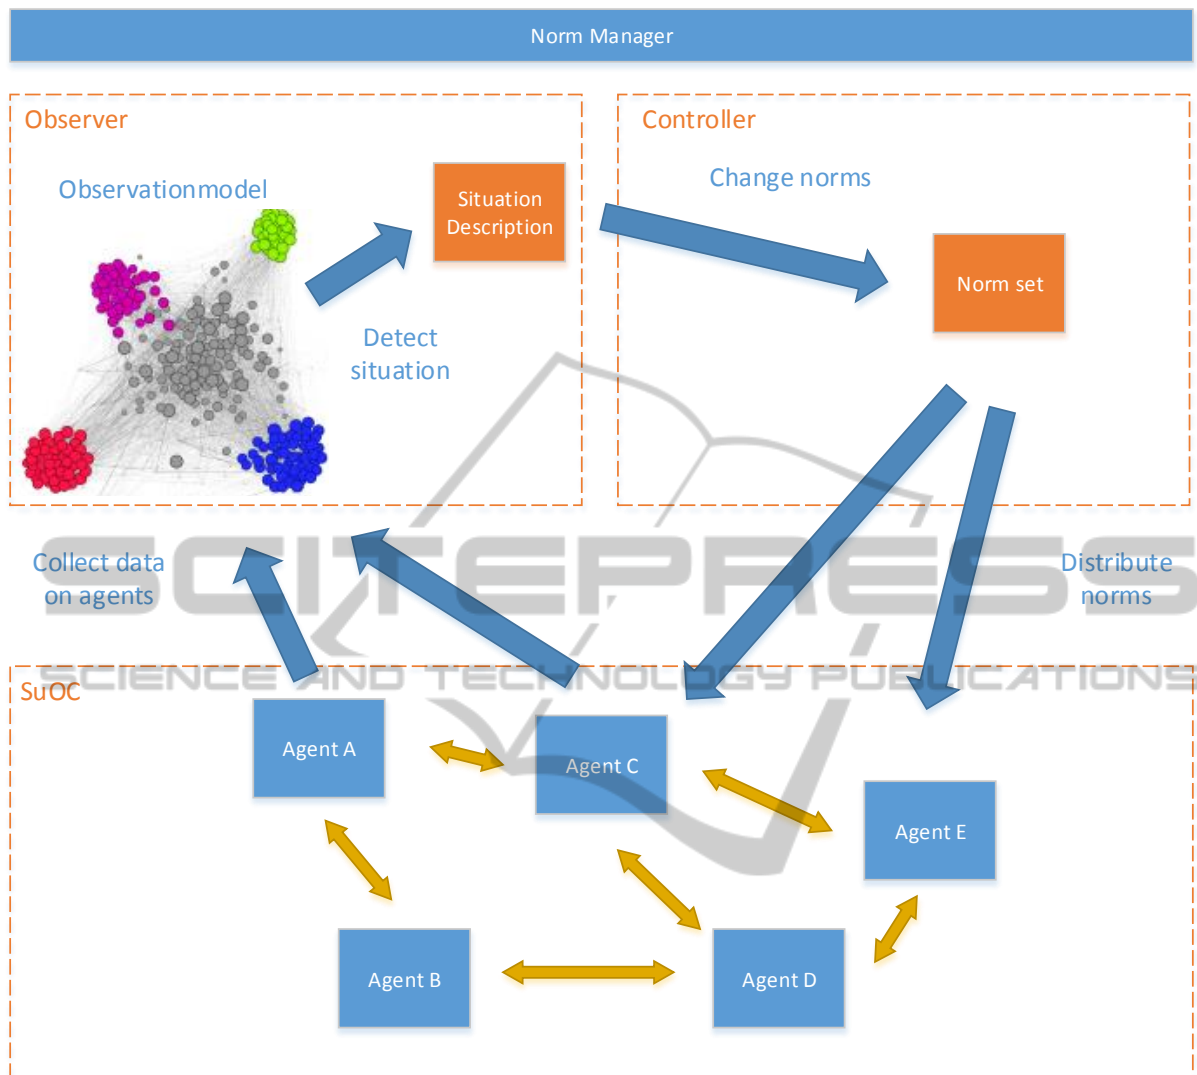 Norm Manager
Observer
Controller
Observationmodel
Situation
Description
Change norms
Norm set
Detect
situation
Collect data
on agents
Distribute
norms
SCITEPRESS
SCIENCE AND TECHNOLOGY PUBLICATIONS
SuOC
Agent A
Agent C
Agent E
Agent B
Agent D